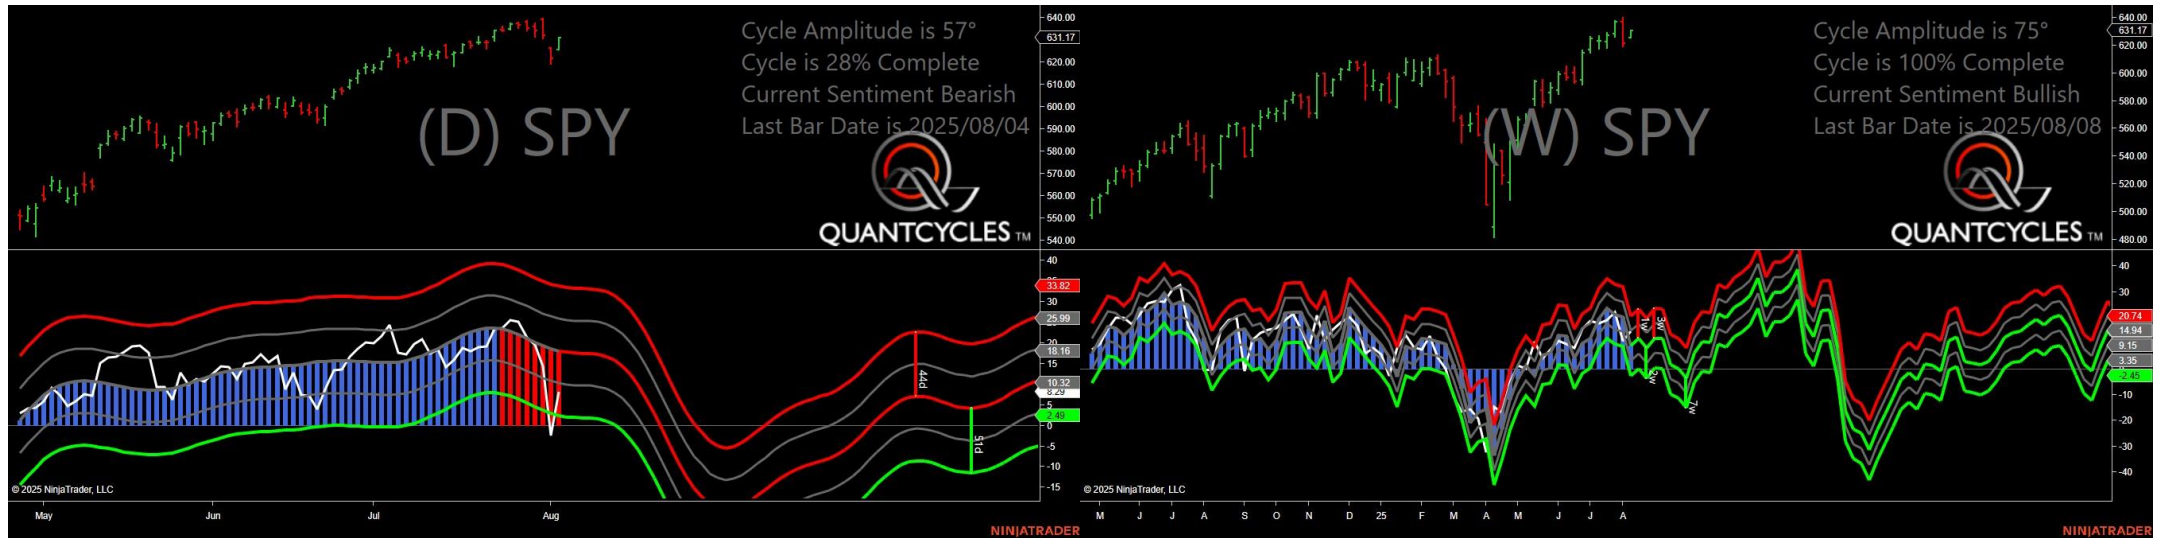 Cycle Amplitude is 57°
Cycle is 28% Complete
Current Sentiment Bearish
Last Bar Date is 2025/08/04
(D) SPY
QUANTCYCLES TM
640.00
631.17
620.00
610.00
600.00
590.00
580.00
570.00
560.00
550.00
540.00
40
33.82
30
25.99
20
18.16
15
10.32
8.29
5
2.49
0
-5
-10
-15
44d
51d
© 2025 NinjaTrader, LLC
May Jun Jul Aug
NINJATRADER
Cycle Amplitude is 75°
Cycle is 100% Complete
Current Sentiment Bullish
Last Bar Date is 2025/08/08
(W) SPY
QUANTCYCLES TM
640.00
631.17
620.00
600.00
580.00
560.00
540.00
520.00
500.00
480.00
40
30
20.74
14.94
9.15
3.35
-2.45
-10
-20
-30
-40
1w
3w
2w
7w
© 2025 NinjaTrader, LLC
M J J A S O N D 25 F M A M J J A
NINJATRADER